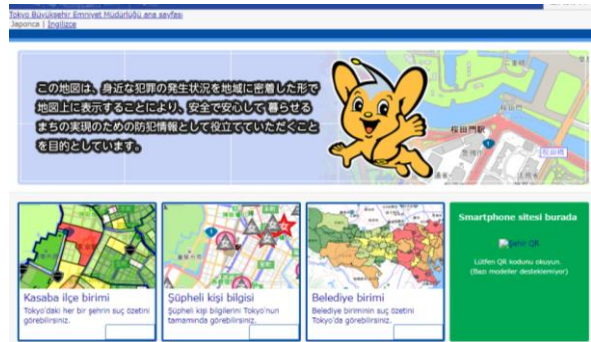 Tokyo Büyükşehir Emniyet Müdürlüğü ana sayfası
Japonca | İngilizce
この地図は、身近な犯罪の発生状況を地域に密着した形で
地図上に表示することにより、安全で安心して暮らせる
まちの実現のための防犯情報として役立てていただくこと
を目的としています。
桜田門駅
桜田門
Smartphone sitesi burada
Şehir QR
Lütfen QR kodunu okuyun.
(Bazı modeller desteklemiyor)
Kasaba ilçe birimi
Tokyo'daki her bir şehrin suç özetini
görebilirsiniz.
Şüpheli kişi bilgisi
Şüpheli kişi bilgilerini Tokyo'nun
tamamında görebilirsiniz.
Belediye birimi
Belediye biriminin suç özetini
Tokyo'da görebilirsiniz.